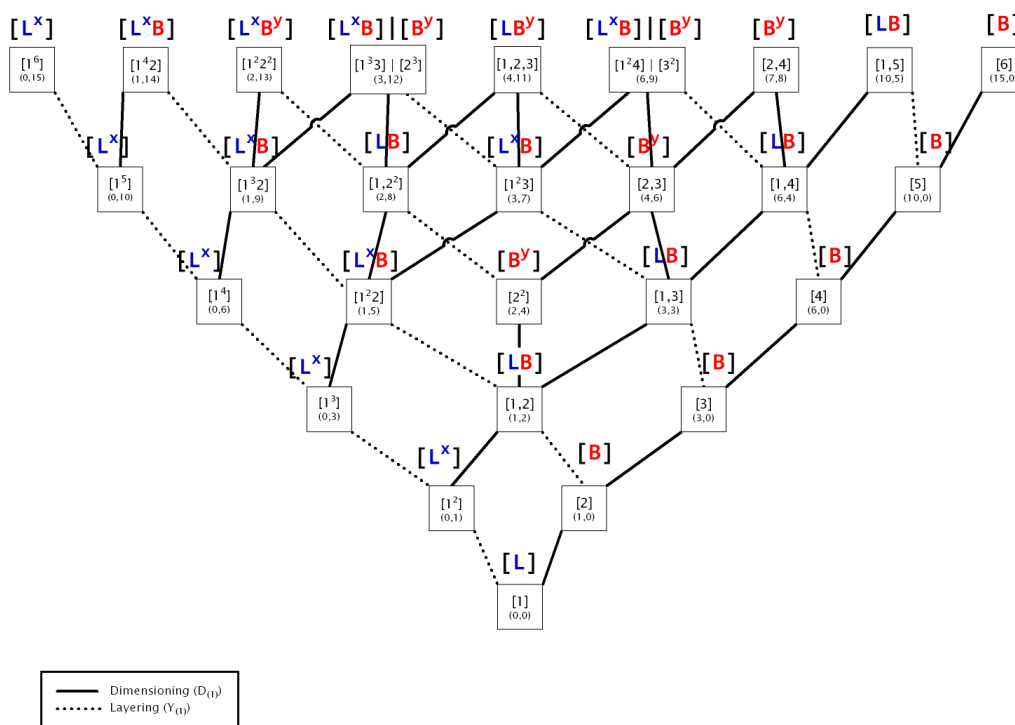 [Lˣ] [LˣB] [LˣBʸ] [LˣB]|[Bʸ] [LBʸ] [LˣB]|[Bʸ] [Bʸ] [LB] [B]
[1⁶] [1⁴2] [1²2²] [1³3] | [2³] [1,2,3] [1²4] | [3²] [2,4] [1,5] [6]
(0,15) (1,14) (2,13) (3,12) (4,11) (6,9) (7,8) (10,5) (15,0)
[Lˣ] [LˣB] [LB] [LˣB] [Bʸ] [LB] [B]
[1⁵] [1³2] [1,2²] [1²3] [2,3] [1,4] [5]
(0,10) (1,9) (2,8) (3,7) (4,6) (6,4) (10,0)
[Lˣ] [LˣB] [Bʸ] [LB] [B]
[1⁴] [1²2] [2²] [1,3] [4]
(0,6) (1,5) (2,4) (3,3) (6,0)
[Lˣ] [LB] [B]
[1³] [1,2] [3]
(0,3) (1,2) (3,0)
[Lˣ] [B]
[1²] [2]
(0,1) (1,0)
[L]
[1]
(0,0)
Dimensioning (D₍₁₎)
Layering (Y₍₁₎)